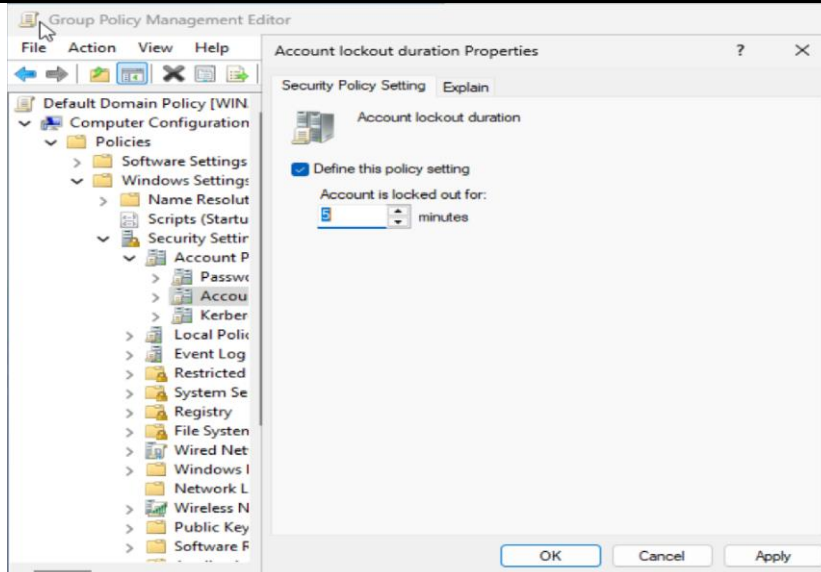 Group Policy Management Editor
File Action View Help
Default Domain Policy [WIN.
Computer Configuration
Policies
Software Settings
Windows Settings
Name Resolut
Scripts (Startu
Security Settin
Account P
Passwo
Accou
Kerber
Local Polic
Event Log
Restricted
System Se
Registry
File System
Wired Net
Windows
Network L
Wireless N
Public Key
Software R
Account lockout duration Properties ? ×
Security Policy Setting Explain
Account lockout duration
Define this policy setting
Account is locked out for:
5 minutes
OK Cancel Apply